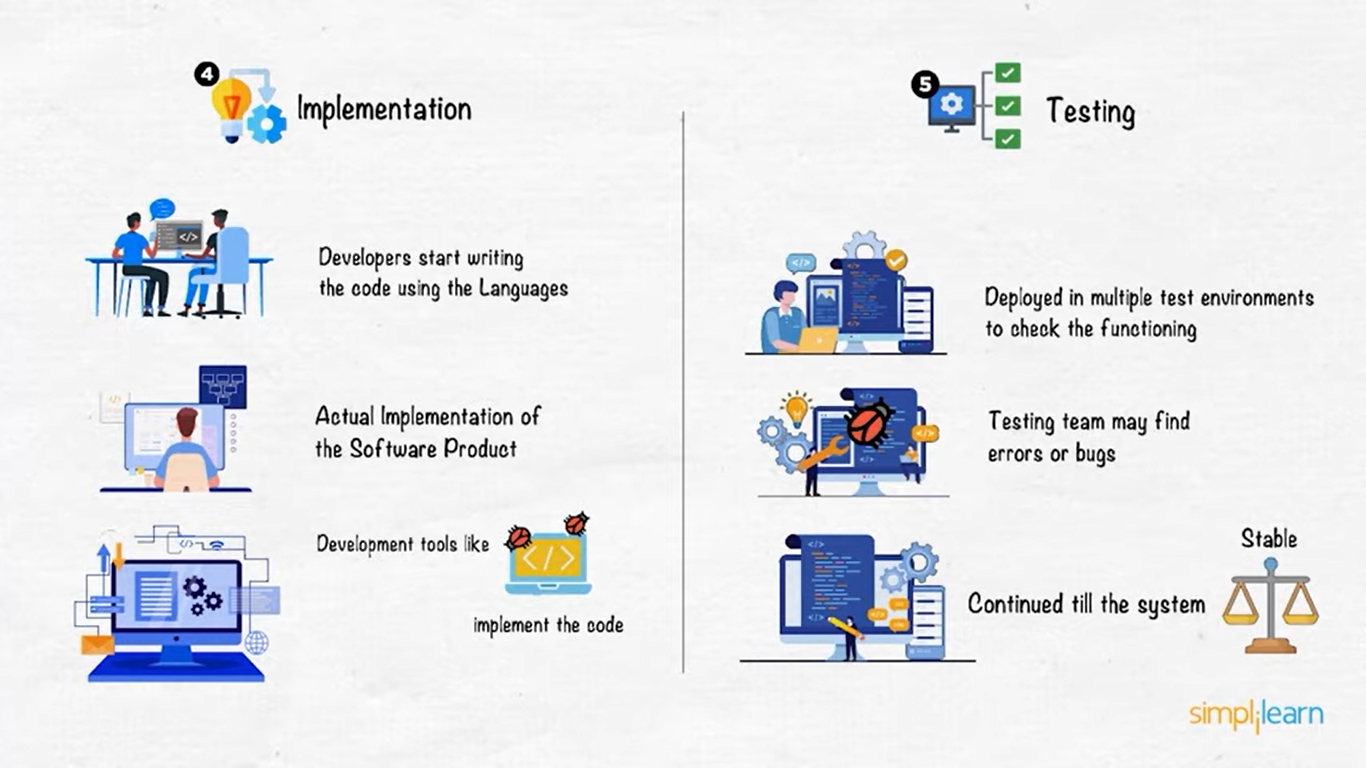 4
Implementation
Developers start writing
the code using the Languages
Actual Implementation of
the Software Product
Development tools like
</>
implement the code
5
Testing
Deployed in multiple test environments
to check the functioning
Testing team may find
errors or bugs
Continued till the system
Stable
simplilearn